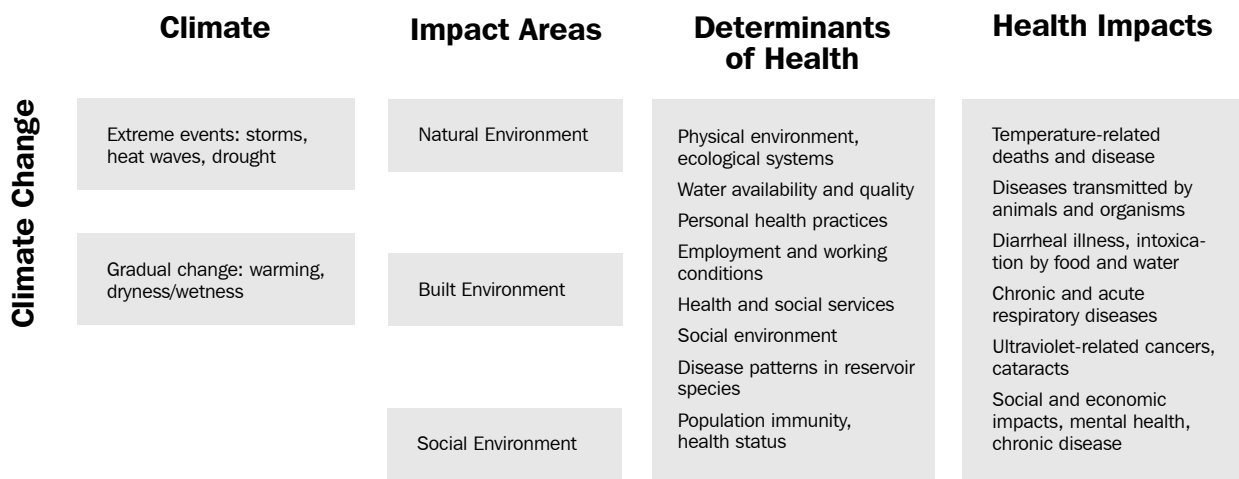 Climate Change
Climate
Extreme events: storms,
heat waves, drought
Gradual change: warming,
dryness/wetness
Impact Areas
Natural Environment
Built Environment
Social Environment
Determinants
of Health
Physical environment,
ecological systems
Water availability and quality
Personal health practices
Employment and working
conditions
Health and social services
Social environment
Disease patterns in reservoir
species
Population immunity,
health status
Health Impacts
Temperature-related
deaths and disease
Diseases transmitted by
animals and organisms
Diarrheal illness, intoxica-
tion by food and water
Chronic and acute
respiratory diseases
Ultraviolet-related cancers,
cataracts
Social and economic
impacts, mental health,
chronic disease